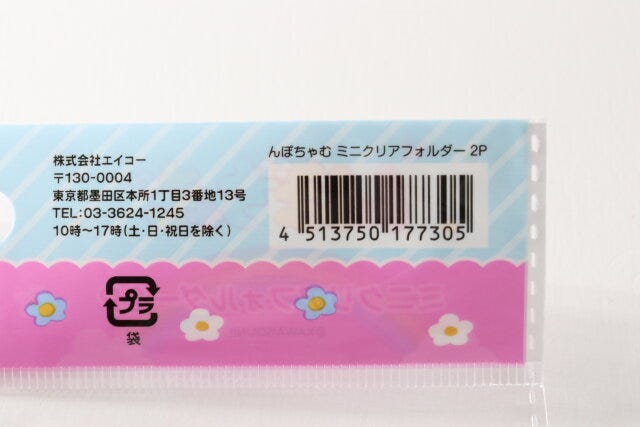 株式会社エイコー
〒130-0004
東京都墨田区本所1丁目3番地13号
TEL:03-3624-1245
10時～17時(土・日・祝日を除く)
んぽちゃむ ミニクリアフォルダー 2P
4 513750 177305
プラ
袋